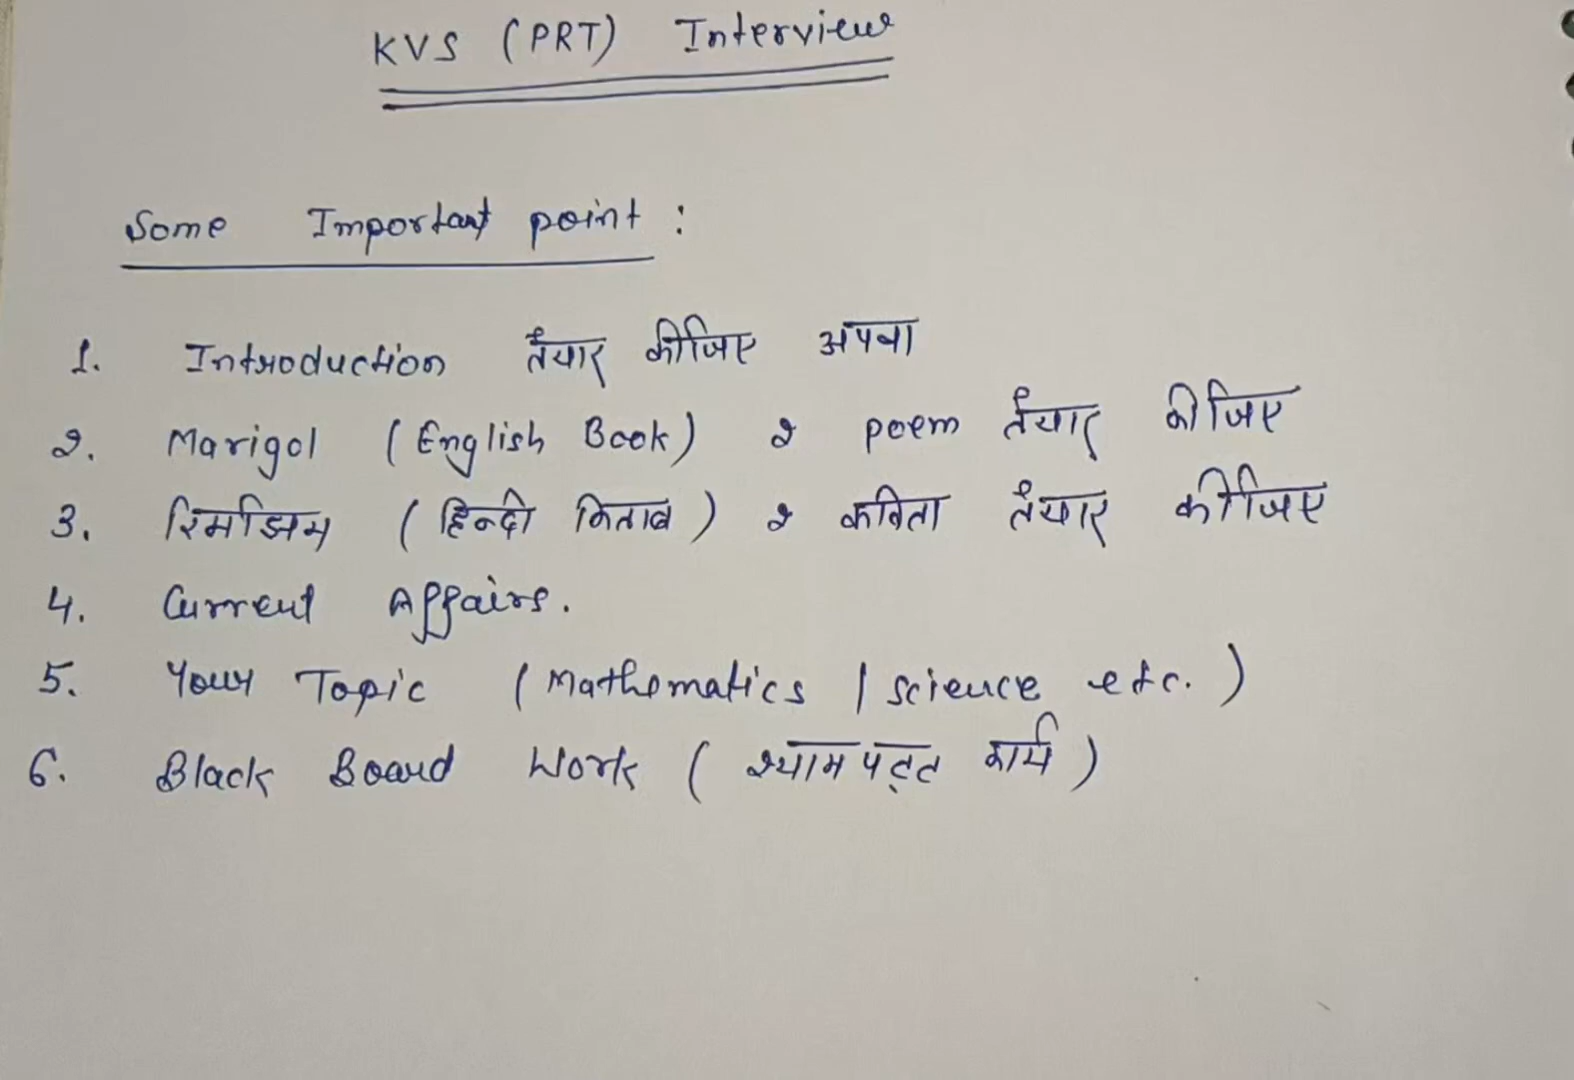 KVS (PRT) Interview
Some Important point :
1. Introduction तैयार कीजिए अपना
2. Marigol (English Book) 2 poem तैयार कीजिए
3. रिमझिम (हिन्दी किताब) 2 कविता तैयार कीजिए
4. Current Affairs.
5. Your Topic (Mathematics / Science etc.)
6. Black Board Work (श्यामपट्ट कार्य)